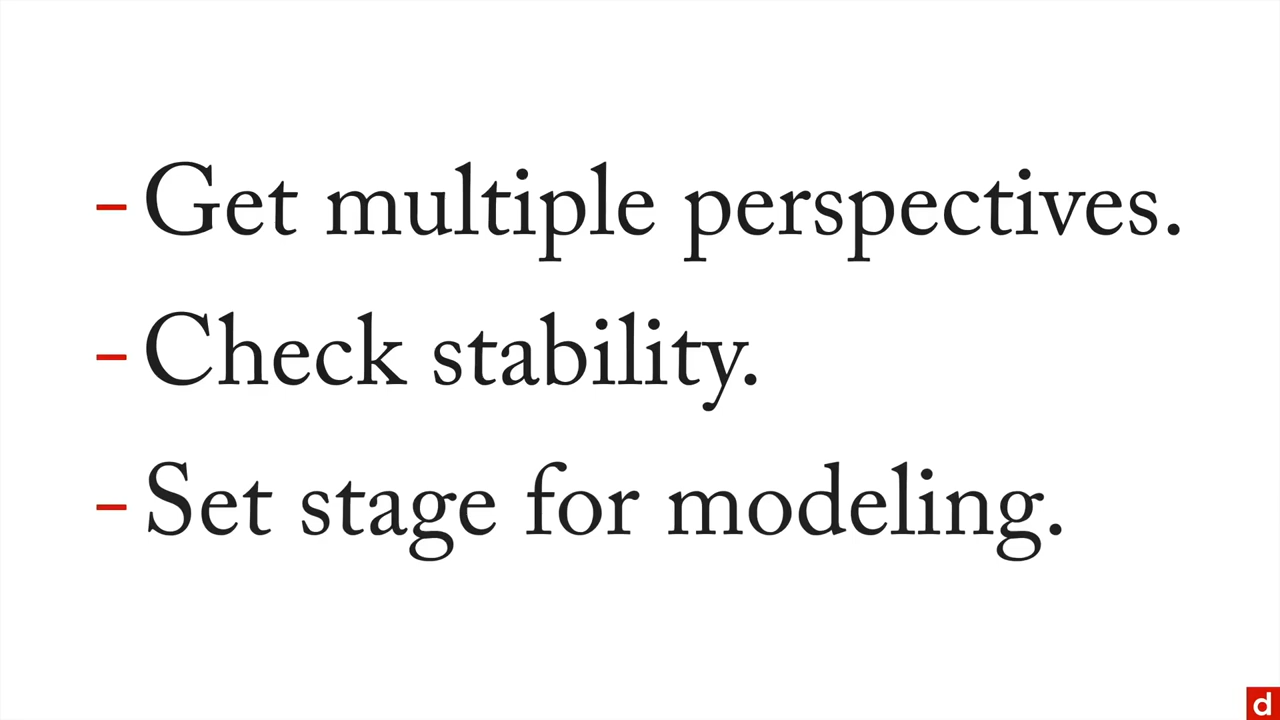 - Get multiple perspectives.
- Check stability.
- Set stage for modeling.
d